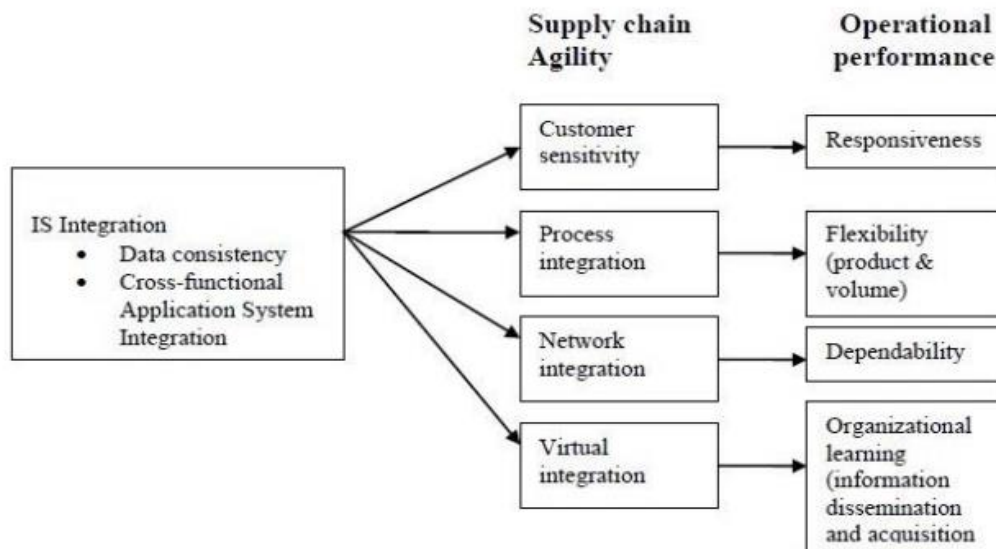 Supply chain
Agility
Operational
performance
Customer
sensitivity
Responsiveness
IS Integration
• Data consistency
• Cross-functional
Application System
Integration
Process
integration
Flexibility
(product &
volume)
Network
integration
Dependability
Virtual
integration
Organizational
learning
(information
dissemination
and acquisition